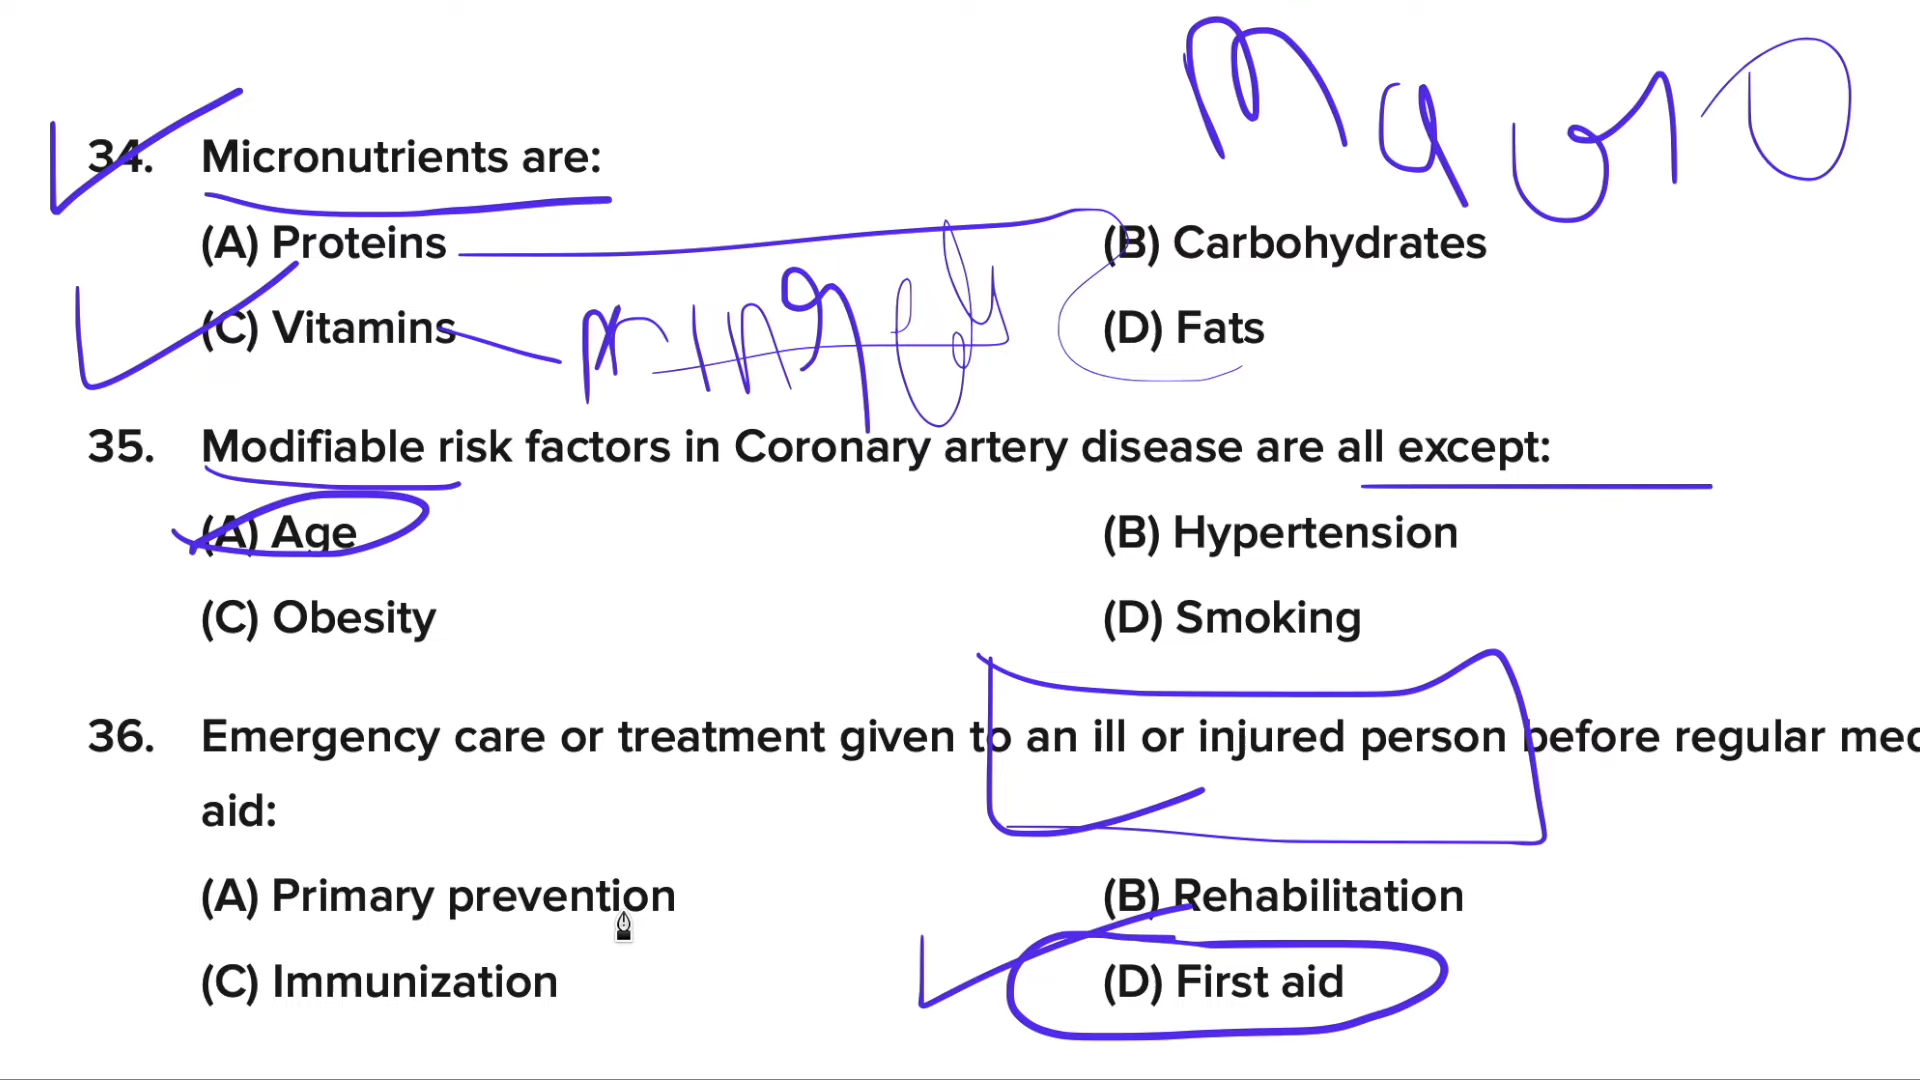 Macro
34. Micronutrients are:
(A) Proteins (B) Carbohydrates
(C) Vitamins minerals (D) Fats
35. Modifiable risk factors in Coronary artery disease are all except:
(A) Age (B) Hypertension
(C) Obesity (D) Smoking
36. Emergency care or treatment given to an ill or injured person before regular med
aid:
(A) Primary prevention (B) Rehabilitation
(C) Immunization (D) First aid